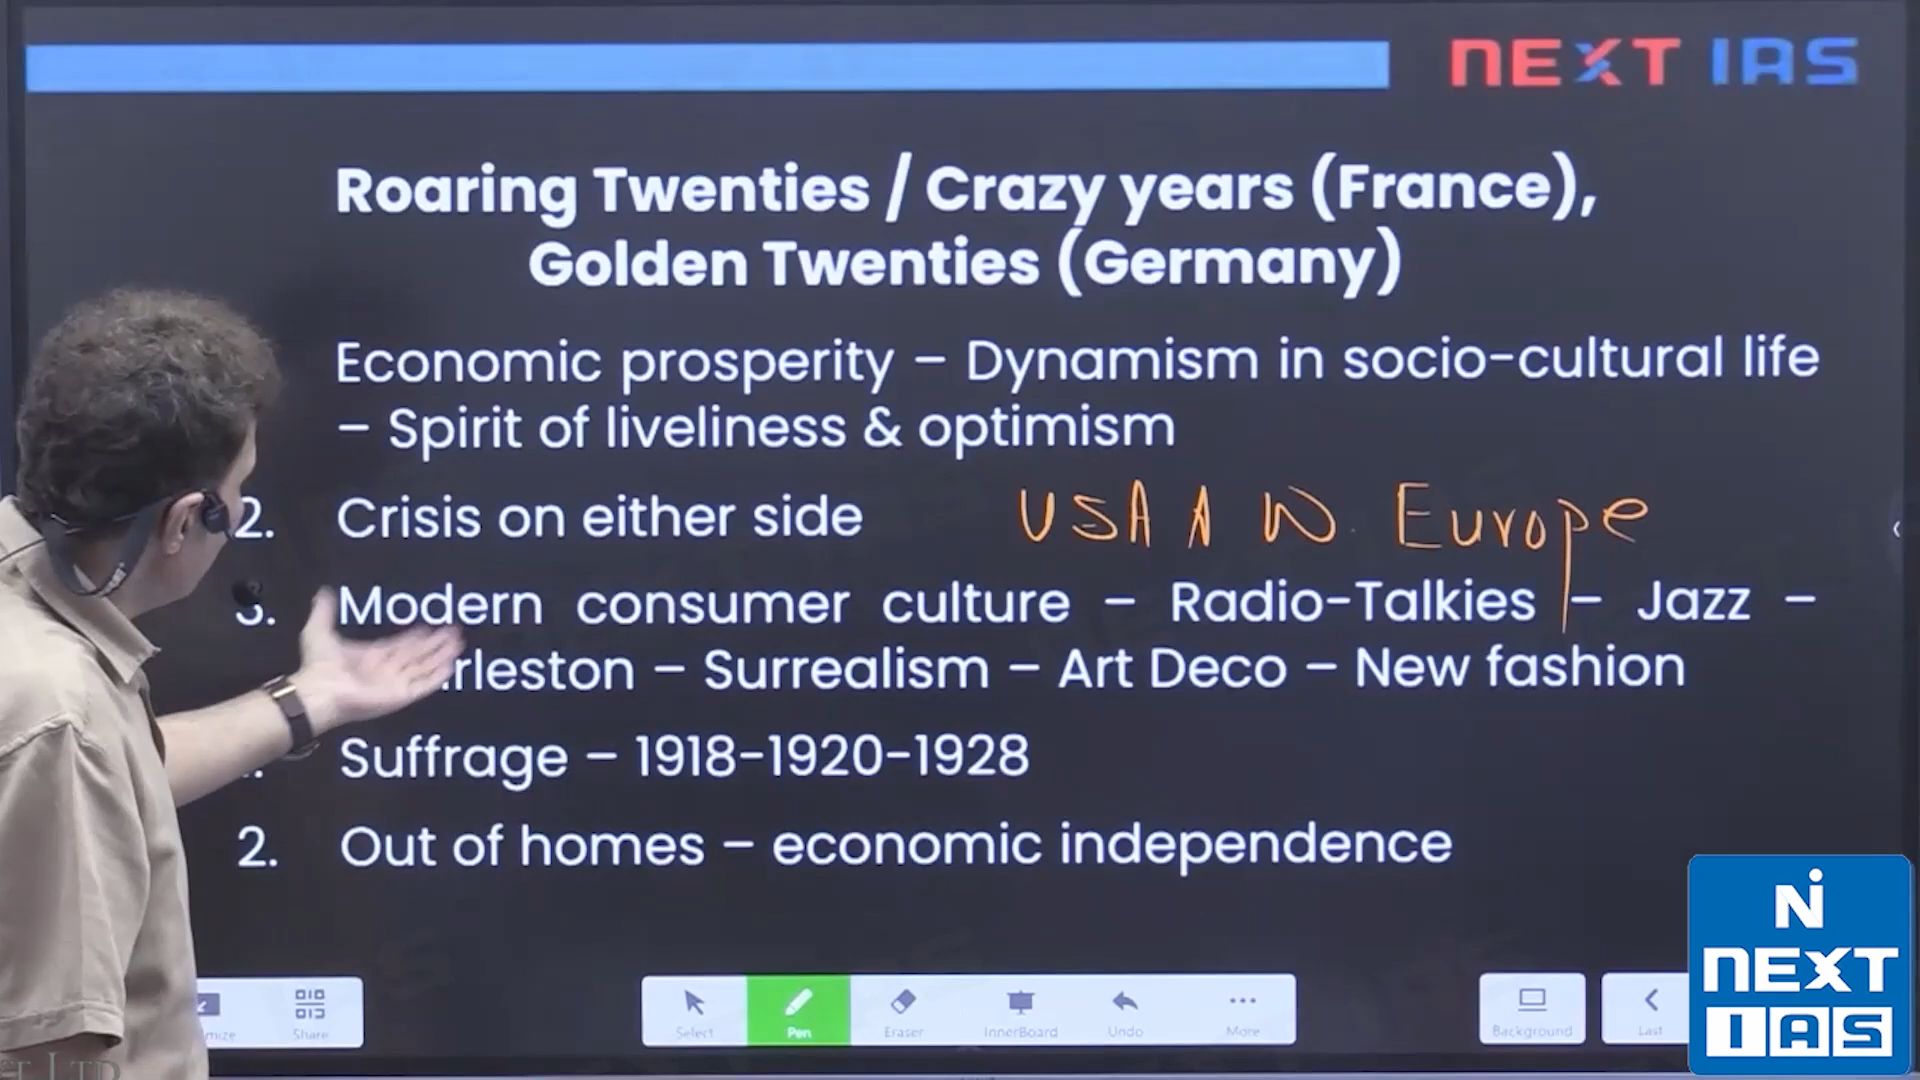 NEXT IAS
Roaring Twenties / Crazy years (France),
Golden Twenties (Germany)
Economic prosperity – Dynamism in socio-cultural life
– Spirit of liveliness & optimism
2. Crisis on either side USA W. Europe
3. Modern consumer culture – Radio-Talkies – Jazz –
– Surrealism – Art Deco – New fashion
Suffrage – 1918-1920-1928
2. Out of homes – economic independence
Share Select Pen Eraser InnerBoard Undo More Background Last
N
NEXT
IAS